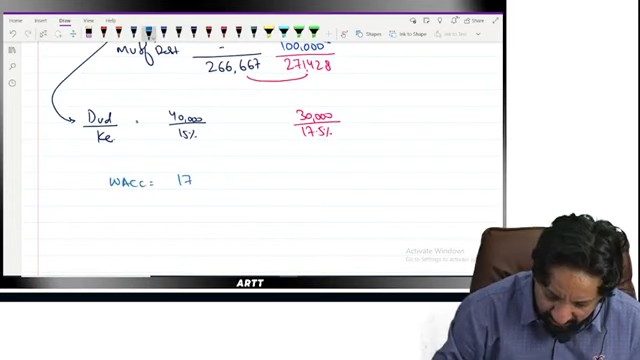 File Home Insert Draw View Help
Shapes Ink to Shape Ink to Math
MV of Debt - 100,000
266,667 271,428
Dvd / Ke = 40,000 / 15% 30,000 / 17.5%
WACC = 17
Activate Windows
Go to Settings to activate Windows.
ARTT